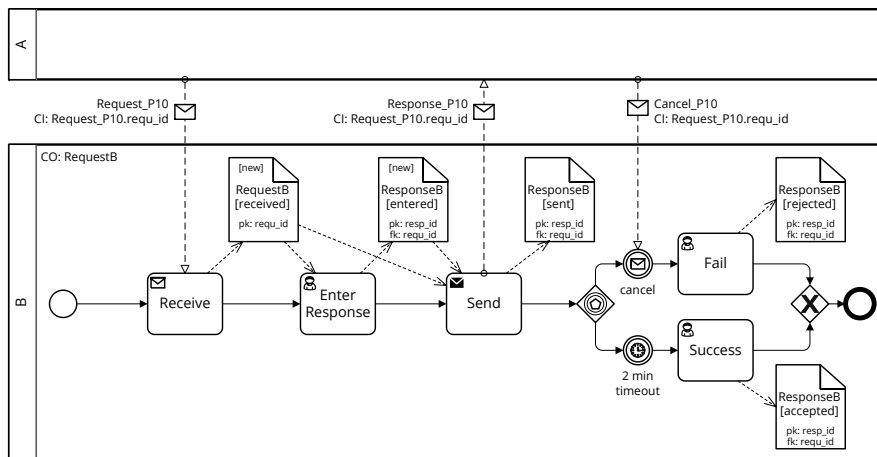 A
Request_P10
CI: Request_P10.requ_id
Response_P10
CI: Request_P10.requ_id
Cancel_P10
CI: Request_P10.requ_id
B
CO: RequestB
[new]
RequestB
[received]
pk: requ_id
[new]
ResponseB
[entered]
pk: resp_id
fk: requ_id
ResponseB
[sent]
pk: resp_id
fk: requ_id
ResponseB
[rejected]
pk: resp_id
fk: requ_id
Receive
Enter
Response
Send
cancel
Fail
X
2 min
timeout
Success
ResponseB
[accepted]
pk: resp_id
fk: requ_id